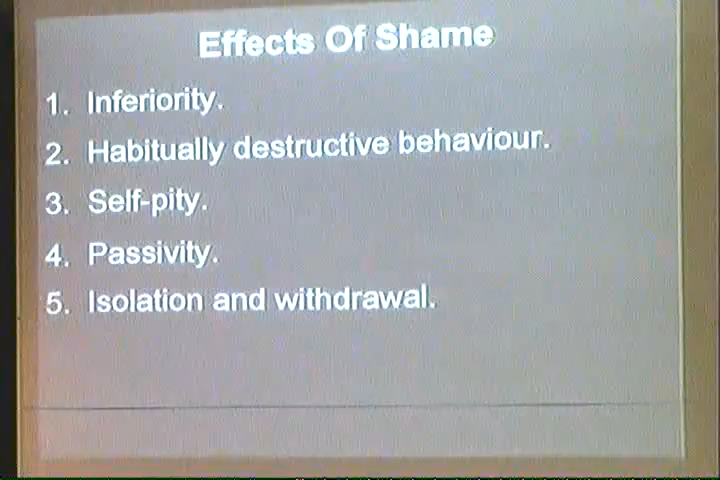 Effects Of Shame
1. Inferiority.
2. Habitually destructive behaviour.
3. Self-pity.
4. Passivity.
5. Isolation and withdrawal.